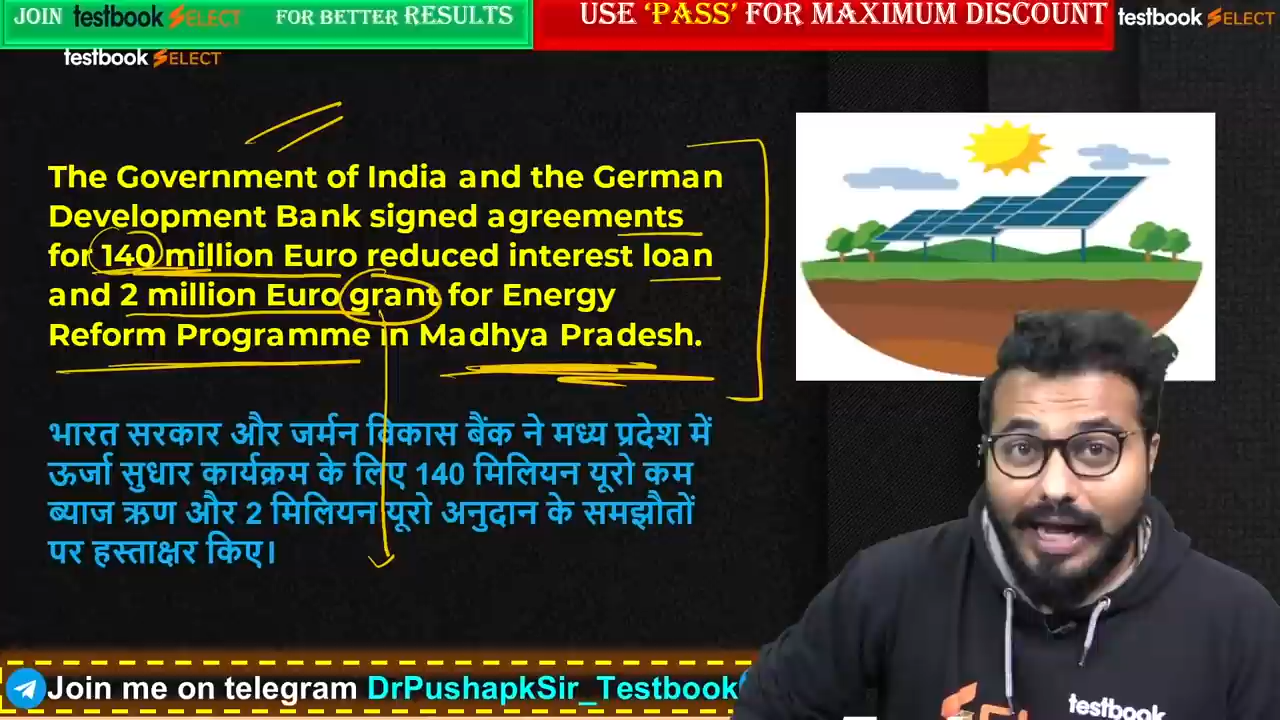 JOIN testbook SELECT FOR BETTER RESULTS
USE ‘PASS’ FOR MAXIMUM DISCOUNT
testbook SELECT
testbook SELECT
The Government of India and the German
Development Bank signed agreements
for 140 million Euro reduced interest loan
and 2 million Euro grant for Energy
Reform Programme in Madhya Pradesh.
भारत सरकार और जर्मन विकास बैंक ने मध्य प्रदेश में
ऊर्जा सुधार कार्यक्रम के लिए 140 मिलियन यूरो कम
ब्याज ऋण और 2 मिलियन यूरो अनुदान के समझौतों
पर हस्ताक्षर किए।
Join me on telegram DrPushapkSir_Testbook
testbook